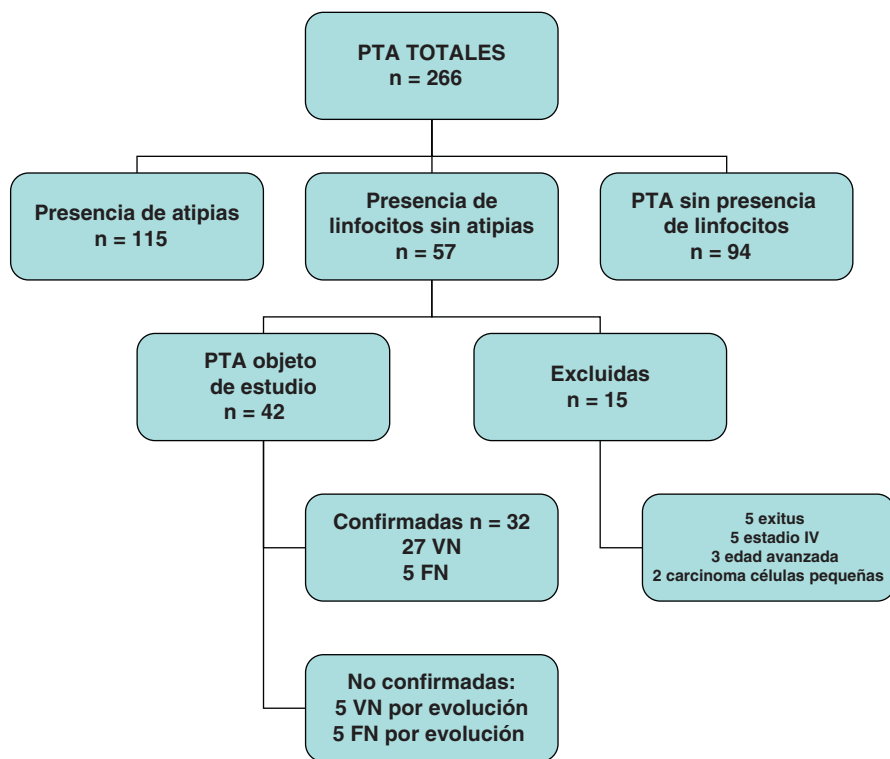 PTA TOTALES
n = 266
Presencia de atipias
n = 115
Presencia de
linfocitos sin atipias
n = 57
PTA sin presencia
de linfocitos
n = 94
PTA objeto
de estudio
n = 42
Excluidas
n = 15
Confirmadas n = 32
27 VN
5 FN
5 exitus
5 estadio IV
3 edad avanzada
2 carcinoma células pequeñas
No confirmadas:
5 VN por evolución
5 FN por evolución